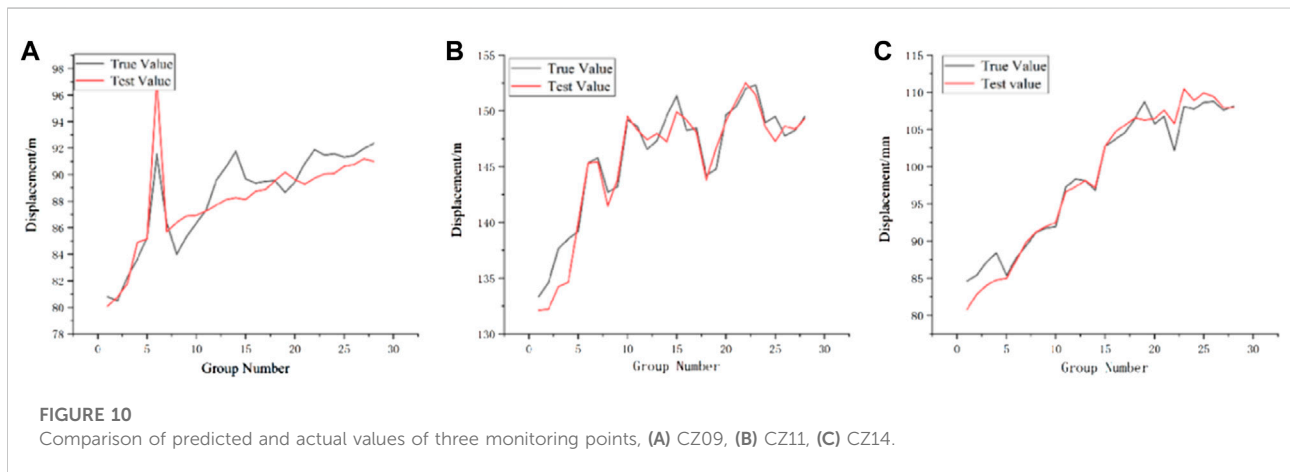 A
True Value
Test Value
98
96
94
92
90
88
86
84
82
80
78
Displacement/m
0 5 10 15 20 25 30
Group Number
B
True Value
Test Value
155
150
145
140
135
130
Displacement/m
0 5 10 15 20 25 30
Group Number
C
True Value
Test value
115
110
105
100
95
90
85
80
Displacement/mm
0 5 10 15 20 25 30
Group Number
FIGURE 10
Comparison of predicted and actual values of three monitoring points, (A) CZ09, (B) CZ11, (C) CZ14.